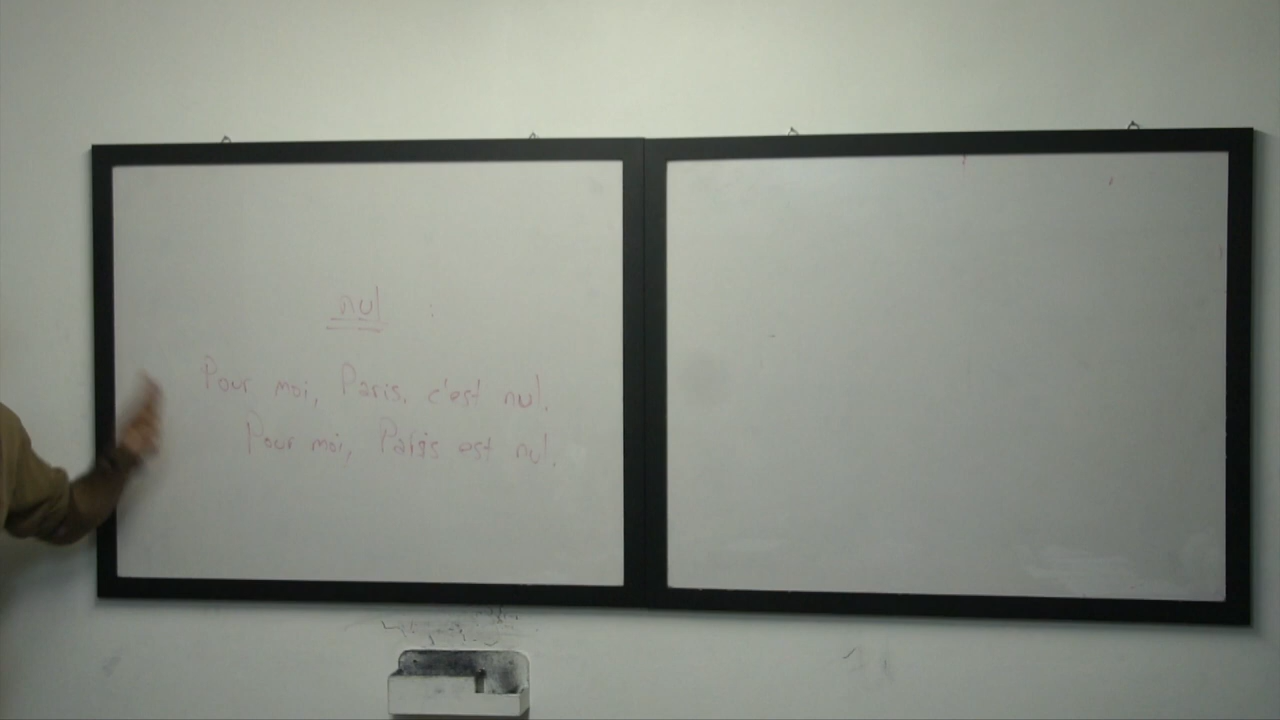 nul :
Pour moi, Paris, c'est nul.
Pour moi, Paris est nul.